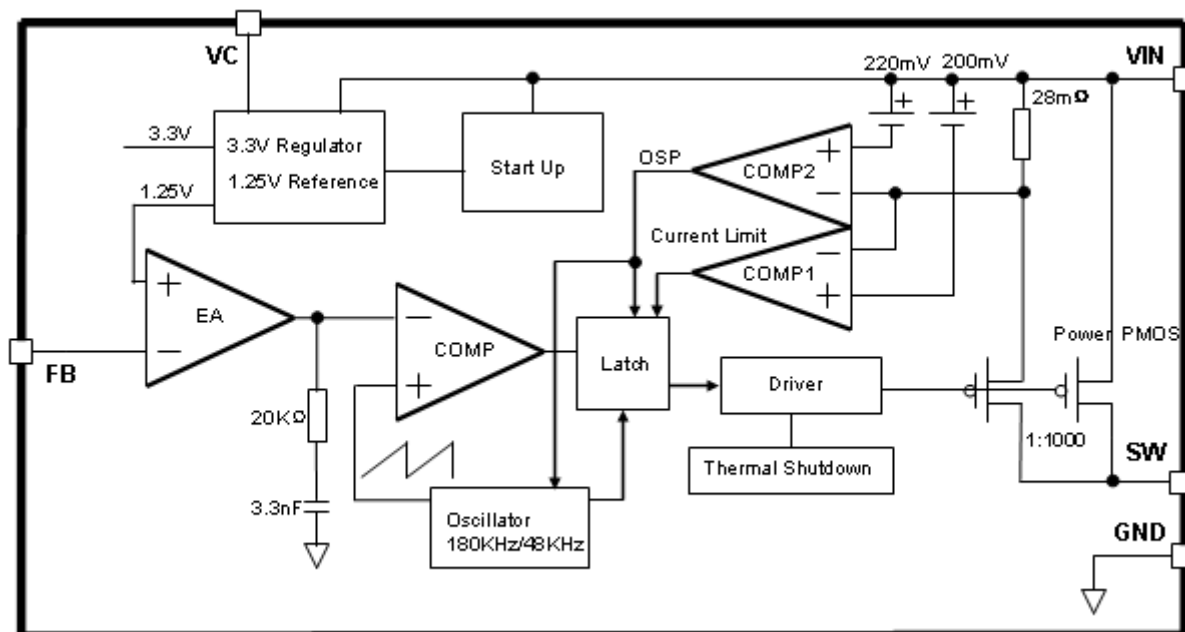 VC
220mV
200mV
VIN
28mΩ
3.3V
3.3V Regulator
1.25V Reference
Start Up
OSP
+
COMP2
−
1.25V
Current Limit
−
COMP1
+
+
EA
−
FB
−
COMP
+
Latch
Driver
Power PMOS
20KΩ
1:1000
Thermal Shutdown
SW
3.3nF
Oscillator
180KHz/48KHz
GND